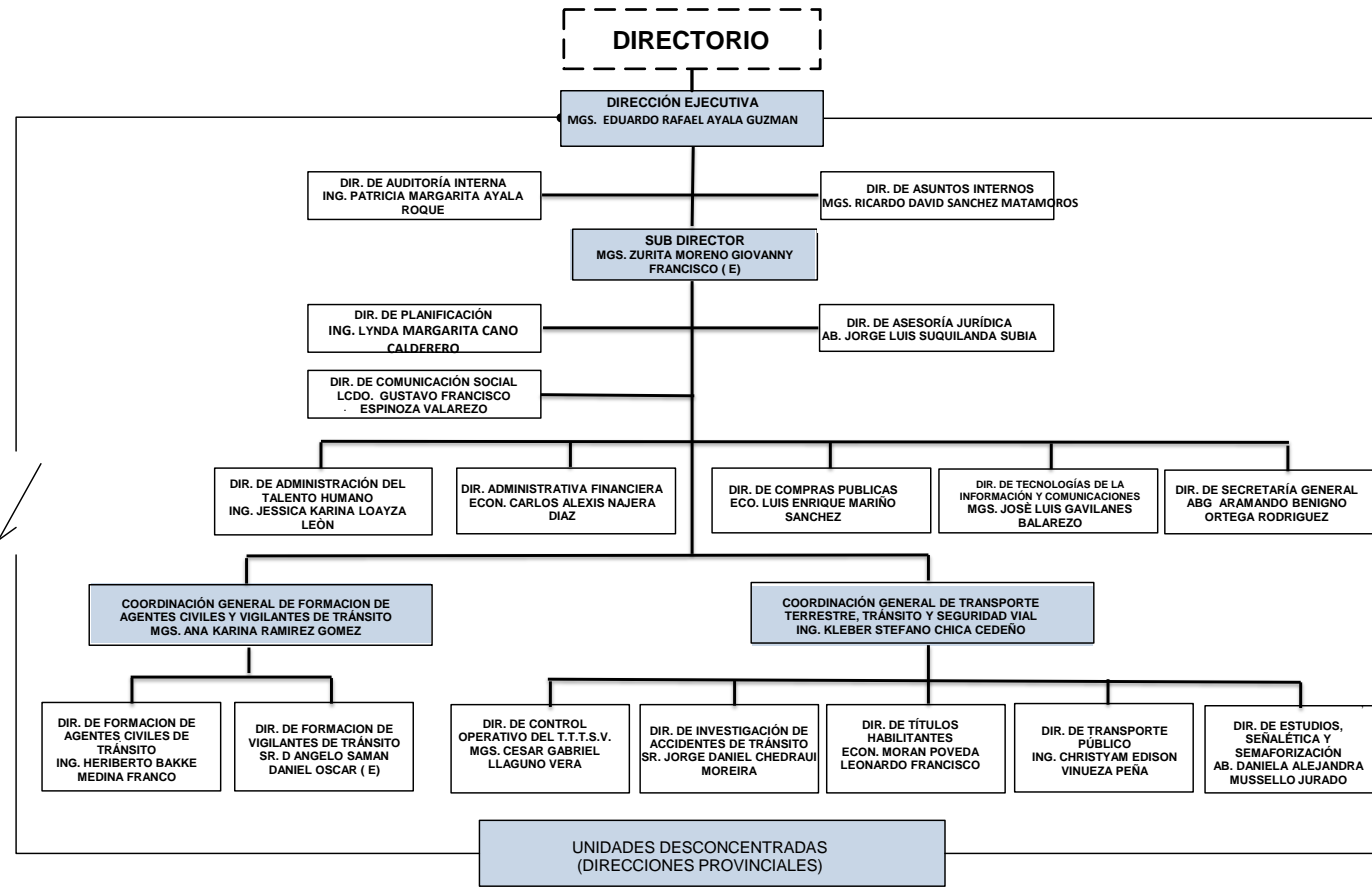 DIRECTORIO
DIRECCIÓN EJECUTIVA
MGS. EDUARDO RAFAEL AYALA GUZMAN
DIR. DE AUDITORÍA INTERNA
ING. PATRICIA MARGARITA AYALA
ROQUE
DIR. DE ASUNTOS INTERNOS
MGS. RICARDO DAVID SANCHEZ MATAMOROS
SUB DIRECTOR
MGS. ZURITA MORENO GIOVANNY
FRANCISCO ( E)
DIR. DE PLANIFICACIÓN
ING. LYNDA MARGARITA CANO
CALDERERO
DIR. DE ASESORÍA JURÍDICA
AB. JORGE LUIS SUQUILANDA SUBIA
DIR. DE COMUNICACIÓN SOCIAL
LCDO. GUSTAVO FRANCISCO
ESPINOZA VALAREZO
DIR. DE ADMINISTRACIÓN DEL
TALENTO HUMANO
ING. JESSICA KARINA LOAYZA
LEÒN
DIR. ADMINISTRATIVA FINANCIERA
ECON. CARLOS ALEXIS NAJERA
DIAZ
DIR. DE COMPRAS PUBLICAS
ECO. LUIS ENRIQUE MARIÑO
SANCHEZ
DIR. DE TECNOLOGÍAS DE LA
INFORMACIÓN Y COMUNICACIONES
MGS. JOSÈ LUIS GAVILANES
BALAREZO
DIR. DE SECRETARÍA GENERAL
ABG ARAMANDO BENIGNO
ORTEGA RODRIGUEZ
COORDINACIÓN GENERAL DE FORMACION DE
AGENTES CIVILES Y VIGILANTES DE TRÁNSITO
MGS. ANA KARINA RAMIREZ GOMEZ
COORDINACIÓN GENERAL DE TRANSPORTE
TERRESTRE, TRÁNSITO Y SEGURIDAD VIAL
ING. KLEBER STEFANO CHICA CEDEÑO
DIR. DE FORMACION DE
AGENTES CIVILES DE
TRÁNSITO
ING. HERIBERTO BAKKE
MEDINA FRANCO
DIR. DE FORMACION DE
VIGILANTES DE TRÁNSITO
SR. D ANGELO SAMAN
DANIEL OSCAR ( E)
DIR. DE CONTROL
OPERATIVO DEL T.T.T.S.V.
MGS. CESAR GABRIEL
LLAGUNO VERA
DIR. DE INVESTIGACIÓN DE
ACCIDENTES DE TRÁNSITO
SR. JORGE DANIEL CHEDRAUI
MOREIRA
DIR. DE TÍTULOS
HABILITANTES
ECON. MORAN POVEDA
LEONARDO FRANCISCO
DIR. DE TRANSPORTE
PÚBLICO
ING. CHRISTYAM EDISON
VINUEZA PEÑA
DIR. DE ESTUDIOS,
SEÑALÉTICA Y
SEMAFORIZACIÓN
AB. DANIELA ALEJANDRA
MUSSELLO JURADO
UNIDADES DESCONCENTRADAS
(DIRECCIONES PROVINCIALES)